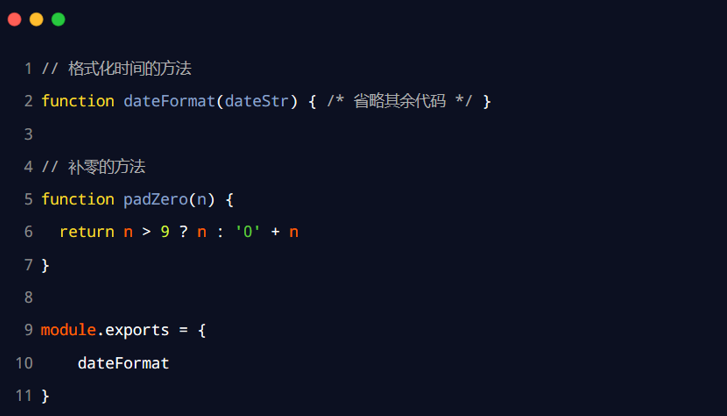 1 // 格式化时间的方法
2 function dateFormat(dateStr) { /* 省略其余代码 */ }
3
4 // 补零的方法
5 function padZero(n) {
6   return n > 9 ? n : '0' + n
7 }
8
9 module.exports = {
10     dateFormat
11 }